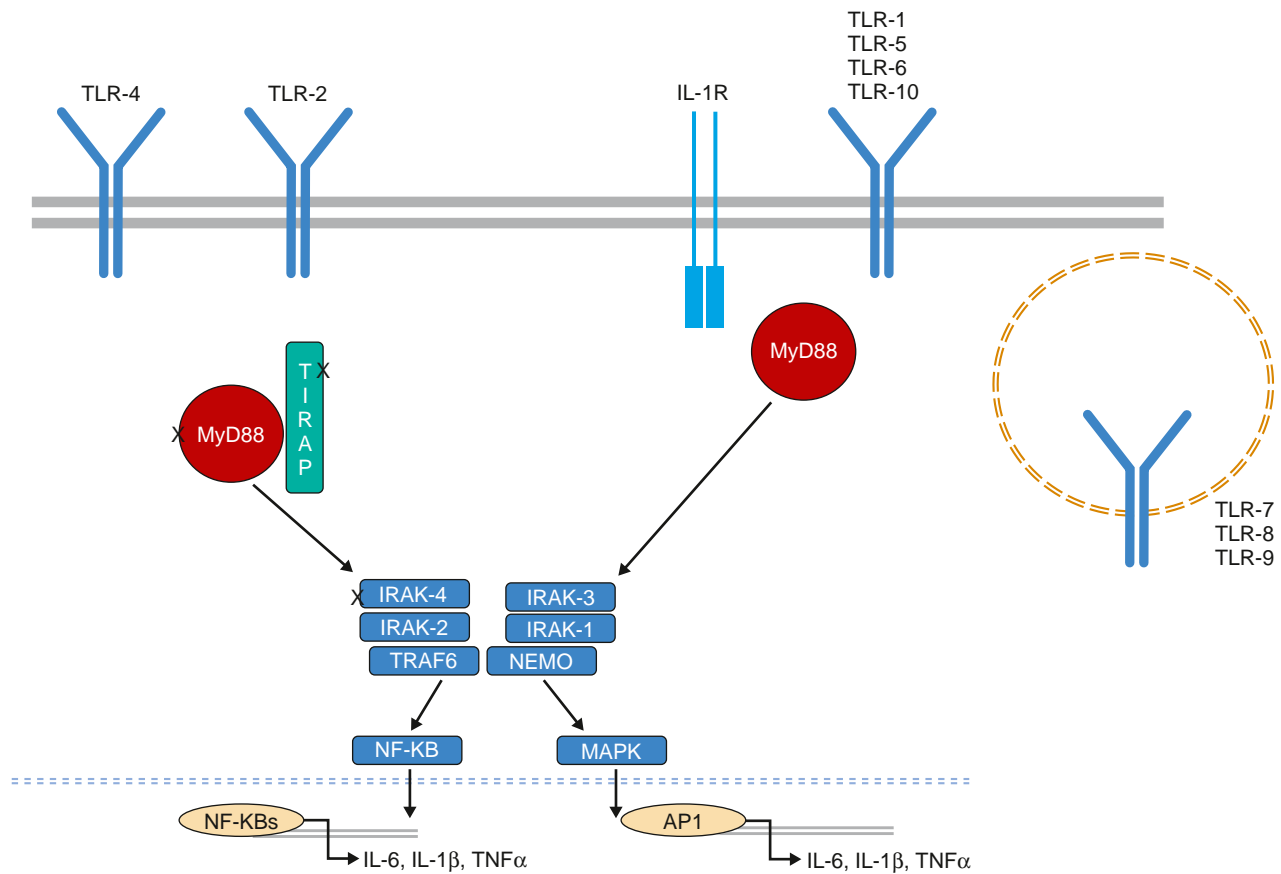 TLR-1
TLR-5
TLR-6
TLR-10
TLR-4
TLR-2
IL-1R
MyD88
TIRAP
X
X
MyD88
TLR-7
TLR-8
TLR-9
X
IRAK-4
IRAK-3
IRAK-2
IRAK-1
TRAF6
NEMO
NF-KB
MAPK
NF-KBs
AP1
IL-6, IL-1β, TNFα
IL-6, IL-1β, TNFα